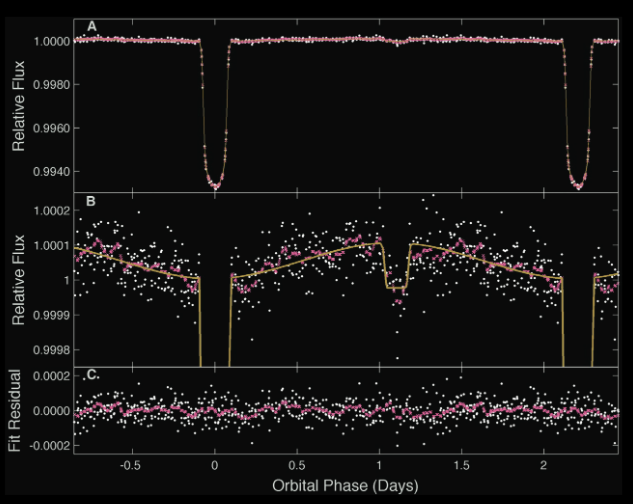 A
1.0000
0.9980
0.9960
0.9940
Relative Flux
B
1.0002
1.0001
1
0.9999
0.9998
Relative Flux
C.
0.0002
0.0000
-0.0002
Fit Residual
-0.5 0 0.5 1 1.5 2
Orbital Phase (Days)